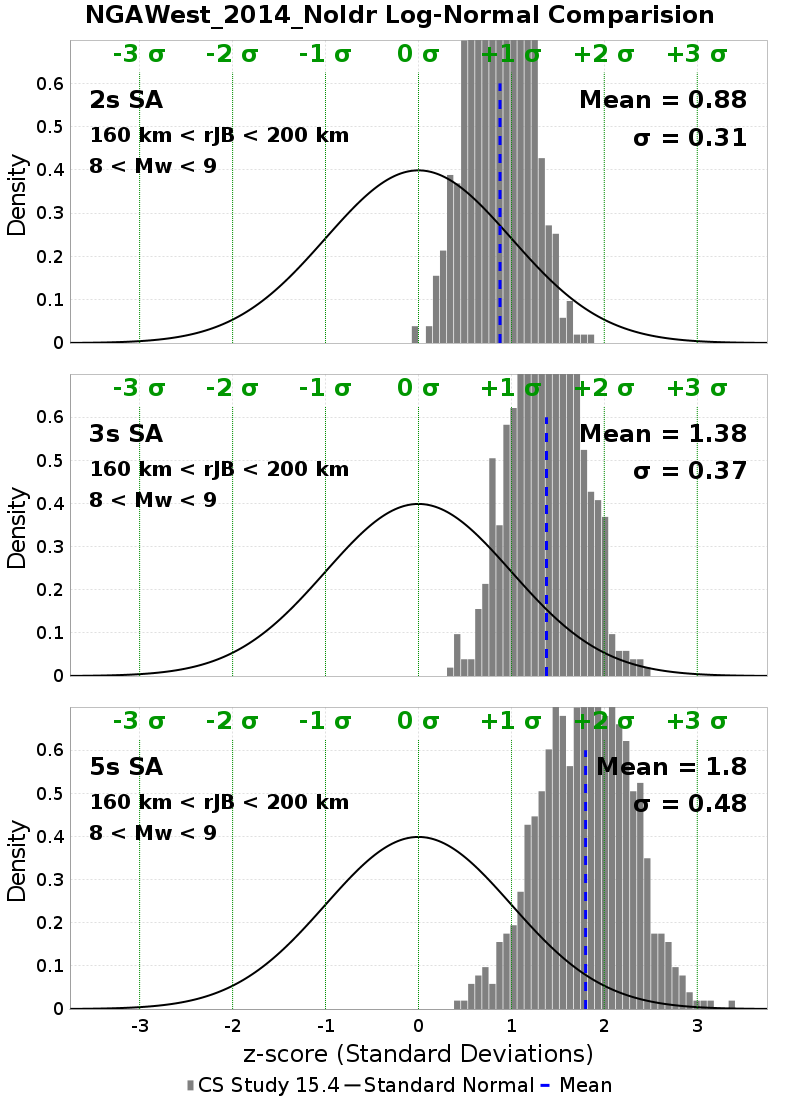 NGAWest_2014_NoIdr Log-Normal Comparision
-3 σ -2 σ -1 σ 0 σ +1 σ +2 σ +3 σ
0.6
2s SA Mean = 0.88
0.5
160 km < rJB < 200 km σ = 0.31
8 < Mw < 9
0.4
Density
0.3
0.2
0.1
0
-3 σ -2 σ -1 σ 0 σ +1 σ +2 σ +3 σ
0.6
3s SA Mean = 1.38
0.5
160 km < rJB < 200 km σ = 0.37
8 < Mw < 9
0.4
Density
0.3
0.2
0.1
0
-3 σ -2 σ -1 σ 0 σ +1 σ +2 σ +3 σ
0.6
5s SA Mean = 1.8
0.5
160 km < rJB < 200 km σ = 0.48
8 < Mw < 9
0.4
Density
0.3
0.2
0.1
0
-3 -2 -1 0 1 2 3
z-score (Standard Deviations)
CS Study 15.4 Standard Normal Mean